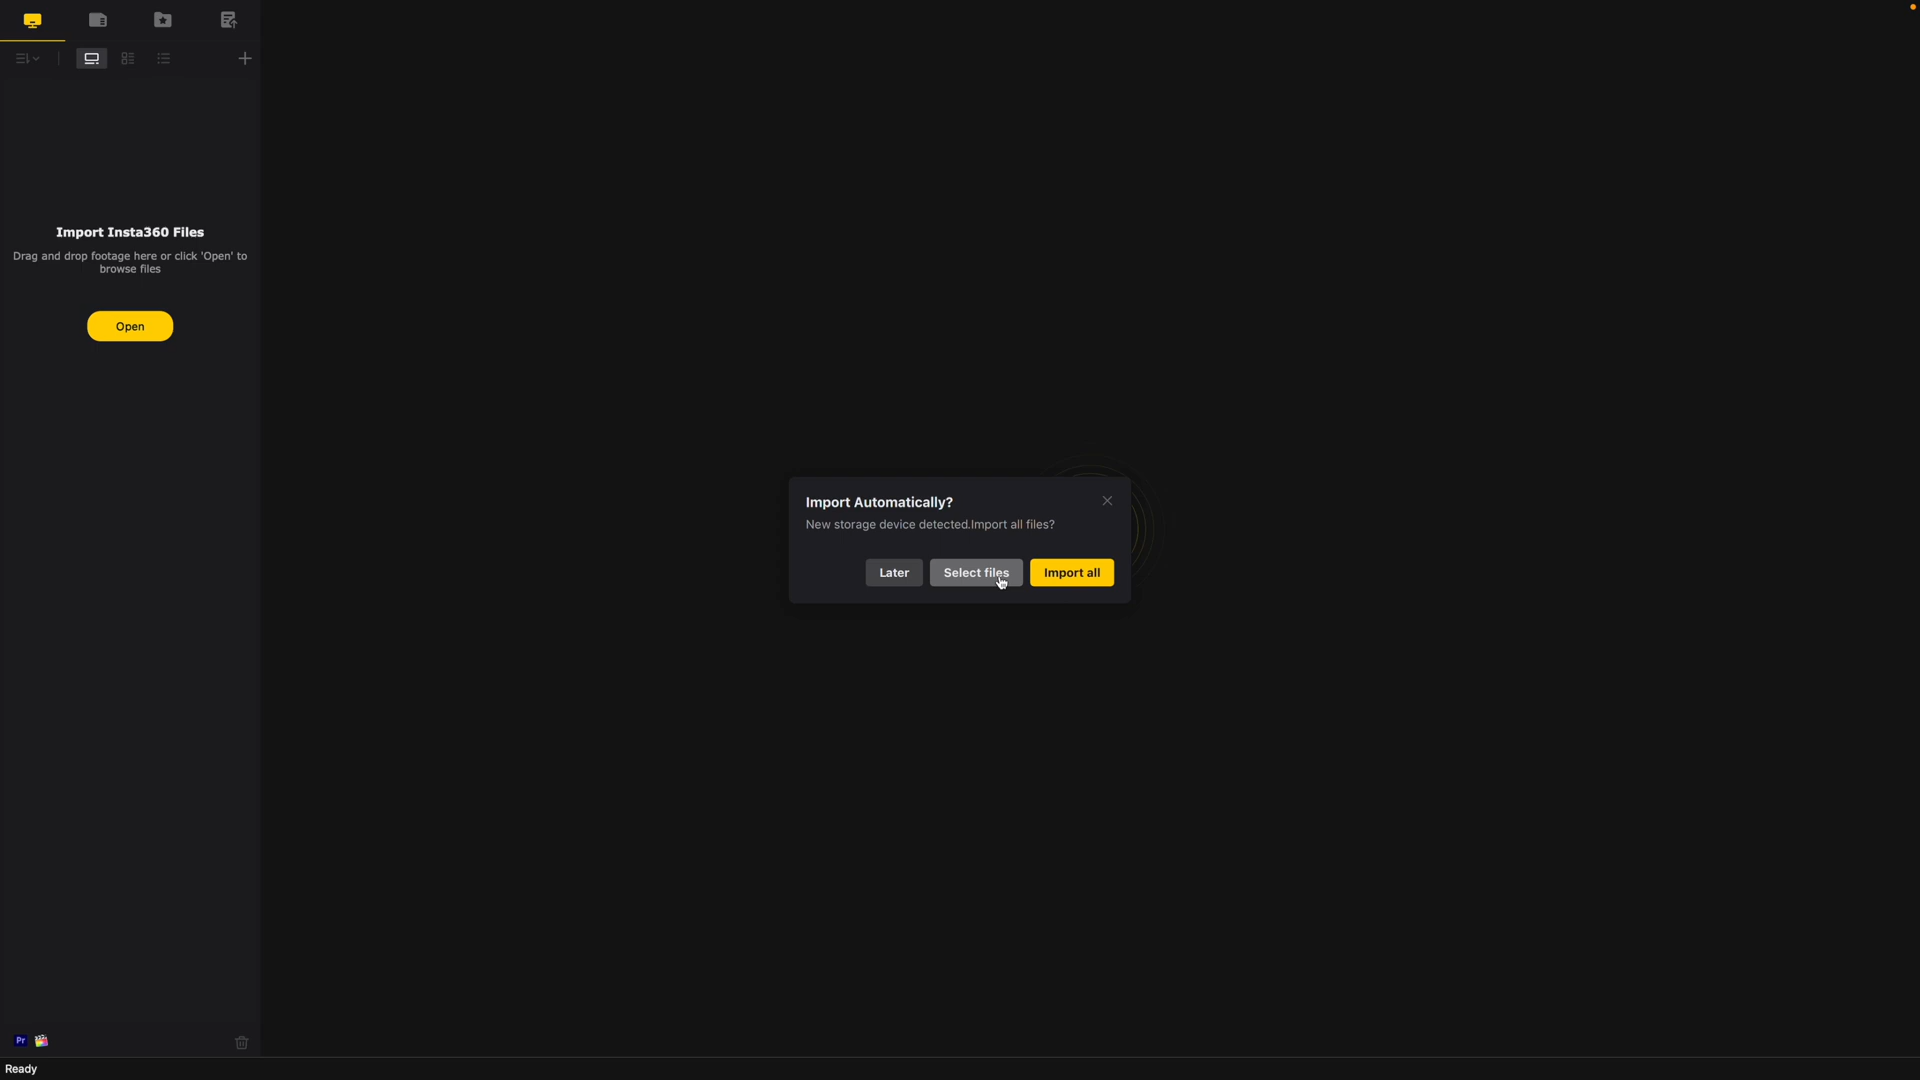 Import Insta360 Files
Drag and drop footage here or click 'Open' to
browse files
Open
Import Automatically?
New storage device detected.Import all files?
Later
Select files
Import all
Pr
Ready